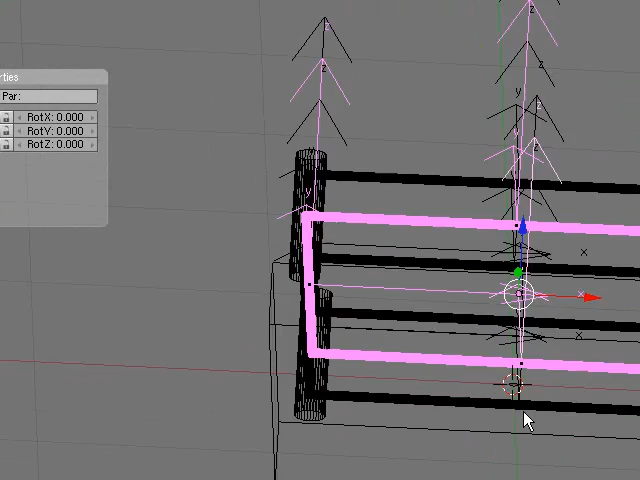 z
z
z
z
z
z
rties
Par:
y
RotX: 0.000
RotY: 0.000
RotZ: 0.000
y
x
x
x